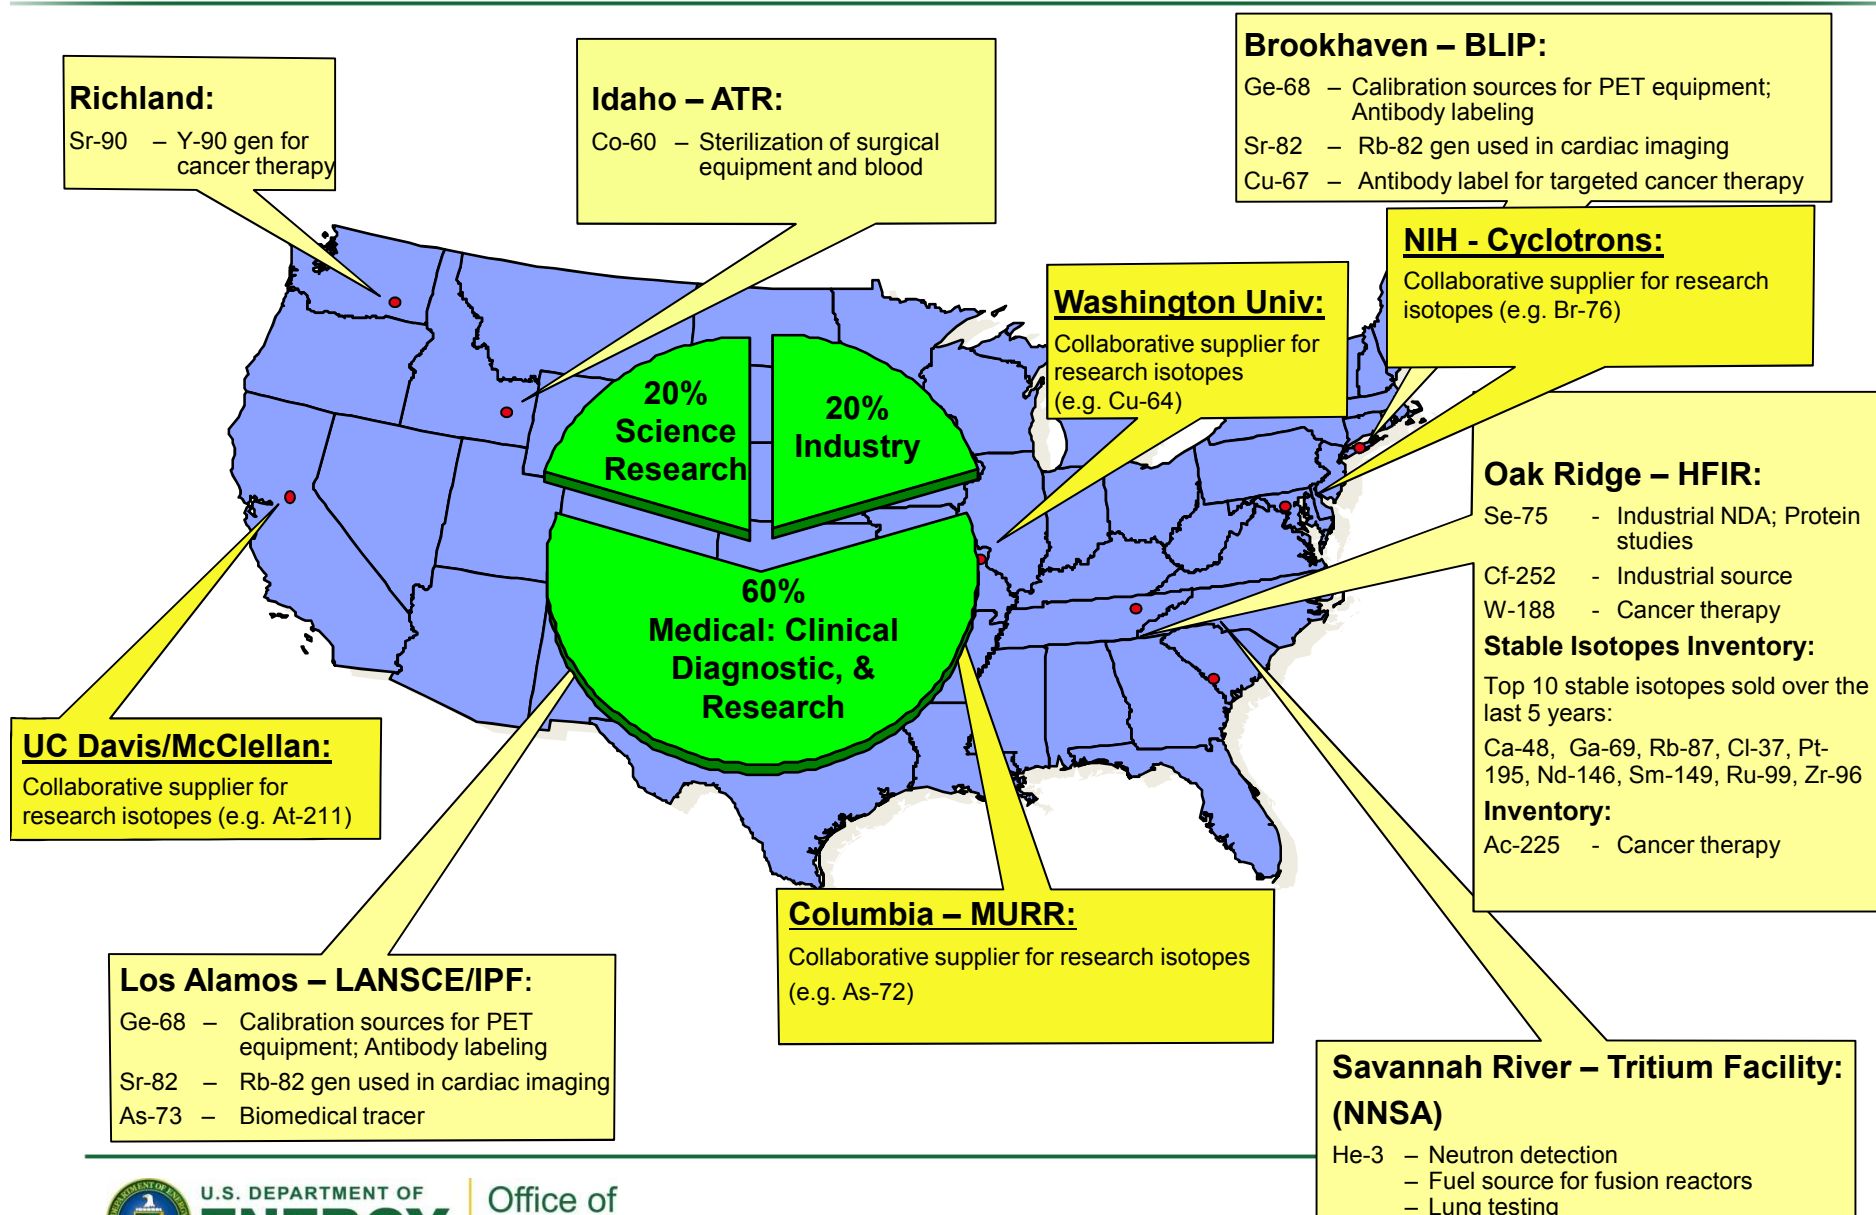 Richland:
Sr-90 – Y-90 gen for
cancer therapy
Idaho – ATR:
Co-60 – Sterilization of surgical
equipment and blood
Brookhaven – BLIP:
Ge-68 – Calibration sources for PET equipment;
Antibody labeling
Sr-82 – Rb-82 gen used in cardiac imaging
Cu-67 – Antibody label for targeted cancer therapy
NIH - Cyclotrons:
Collaborative supplier for research
isotopes (e.g. Br-76)
Washington Univ:
Collaborative supplier for
research isotopes
(e.g. Cu-64)
20%
Science
Research
20%
Industry
60%
Medical: Clinical
Diagnostic, &
Research
Oak Ridge – HFIR:
Se-75 - Industrial NDA; Protein
studies
Cf-252 - Industrial source
W-188 - Cancer therapy
Stable Isotopes Inventory:
Top 10 stable isotopes sold over the
last 5 years:
Ca-48, Ga-69, Rb-87, Cl-37, Pt-
195, Nd-146, Sm-149, Ru-99, Zr-96
Inventory:
Ac-225 - Cancer therapy
UC Davis/McClellan:
Collaborative supplier for
research isotopes (e.g. At-211)
Columbia – MURR:
Collaborative supplier for research isotopes
(e.g. As-72)
Los Alamos – LANSCE/IPF:
Ge-68 – Calibration sources for PET
equipment; Antibody labeling
Sr-82 – Rb-82 gen used in cardiac imaging
As-73 – Biomedical tracer
Savannah River – Tritium Facility:
(NNSA)
He-3 – Neutron detection
– Fuel source for fusion reactors
– Lung testing
U.S. DEPARTMENT OF
ENERGY
Office of